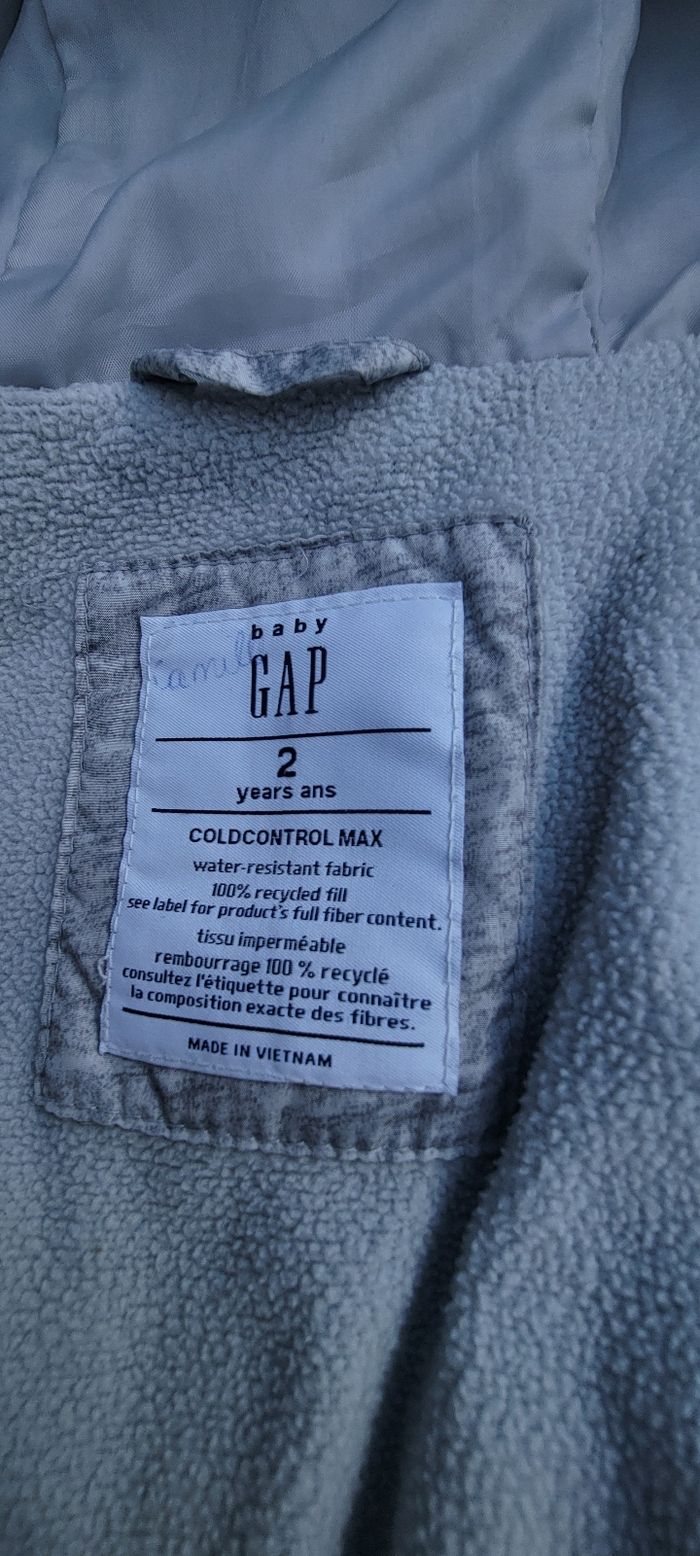 baby
GAP
2
years ans
COLDCONTROL MAX
water-resistant fabric
100% recycled fill
see label for product's full fiber content.
tissu imperméable
rembourrage 100 % recyclé
consultez l'étiquette pour connaître
la composition exacte des fibres.
MADE IN VIETNAM